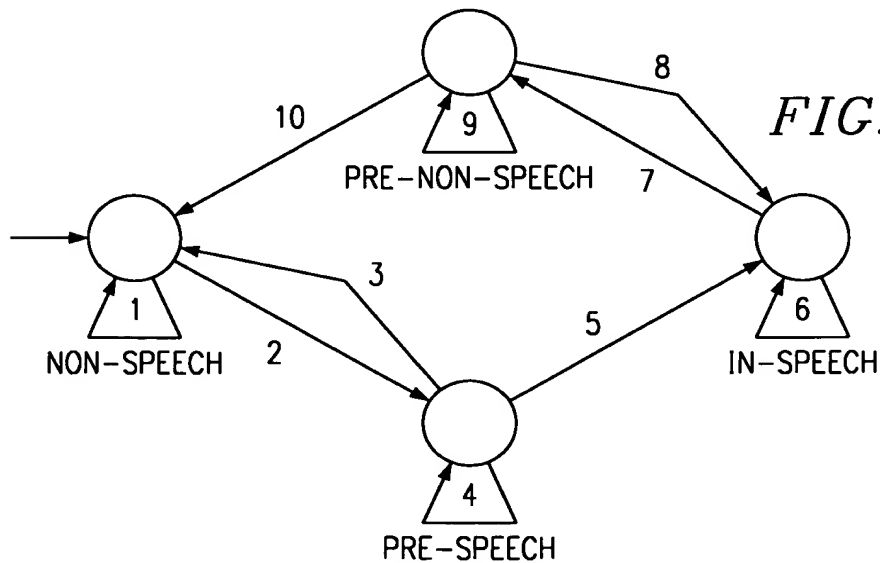 8
10
FIG.
9
PRE-NON-SPEECH
7
3
1
5
6
NON-SPEECH
2
IN-SPEECH
4
PRE-SPEECH